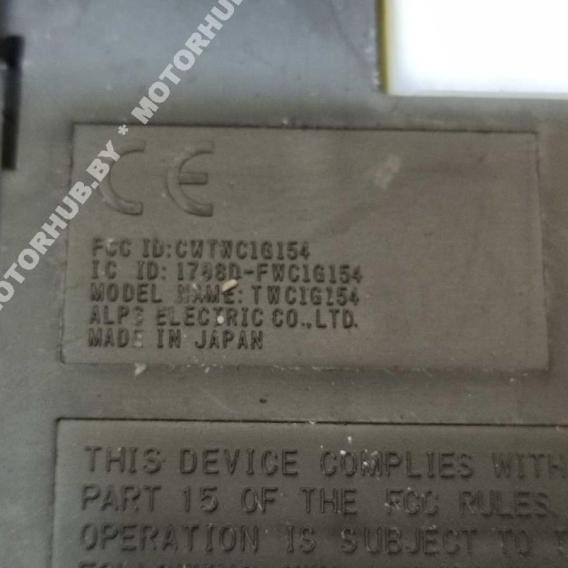 MOTORHUB.BY * MOTORHUB
CE
FCC ID:CWTWC1G154
IC ID: 1788D-FWC1G154
MODEL NAME: TWC1G154
ALPS ELECTRIC CO.,LTD.
MADE IN JAPAN
THIS DEVICE COMPLIES WITH
PART 15 OF THE FCC RULES.
OPERATION IS SUBJECT TO